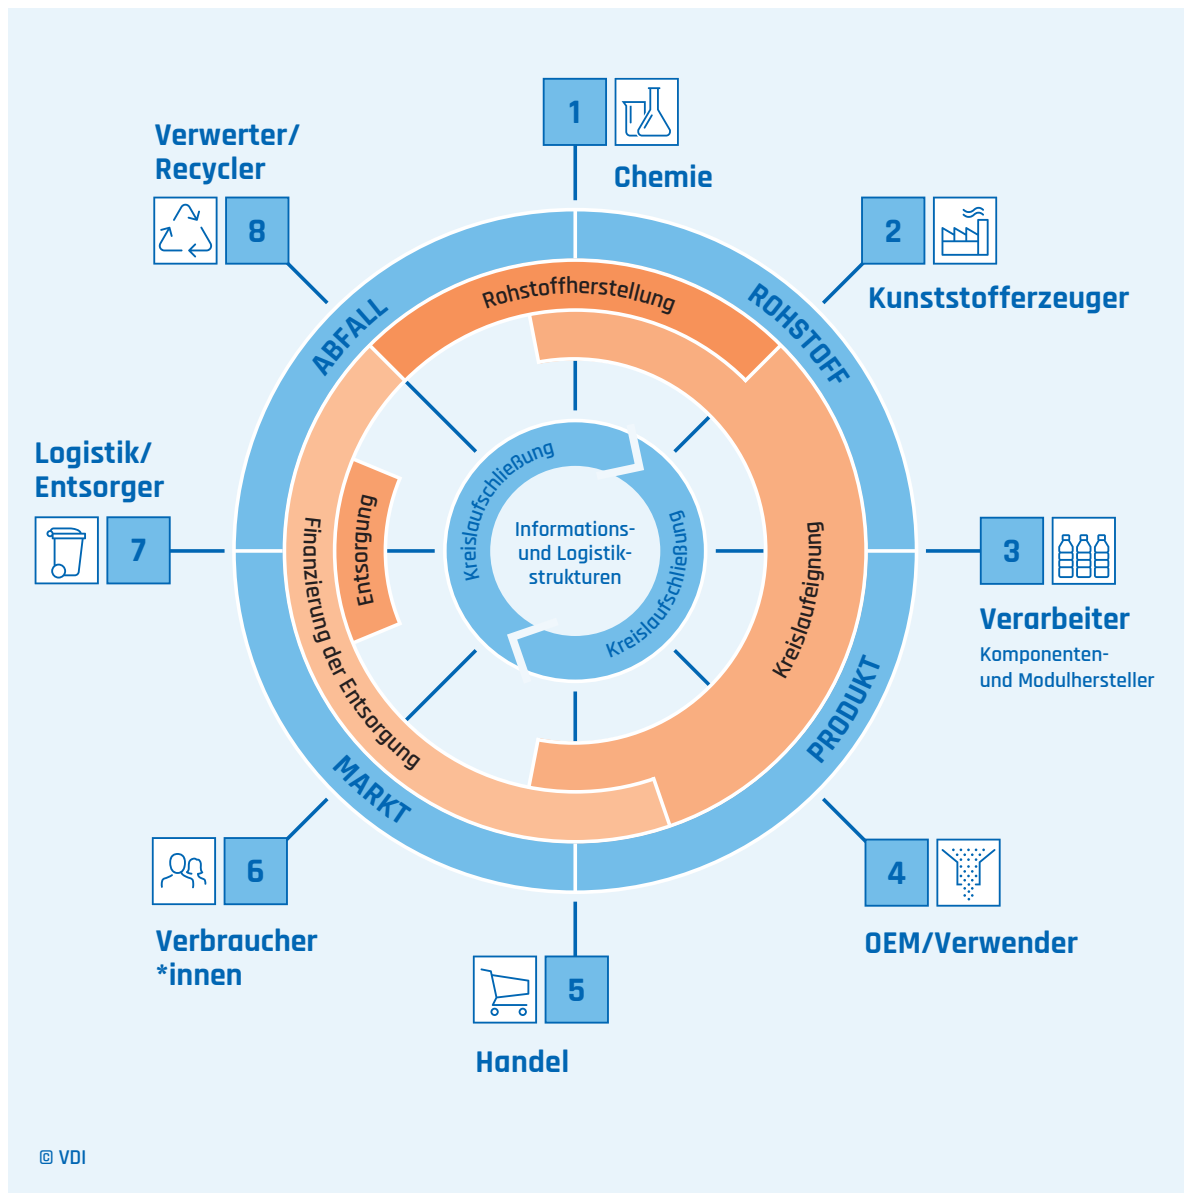 1
Chemie
2
Kunststofferzeuger
3
Verarbeiter
Komponenten-
und Modulhersteller
4
OEM/Verwender
5
Handel
6
Verbraucher
*innen
7
Logistik/
Entsorger
8
Verwerter/
Recycler
ROHSTOFF
PRODUKT
MARKT
ABFALL
Rohstoffherstellung
Kreislaufeignung
Finanzierung der Entsorgung
Entsorgung
Kreislaufschließung
Kreislaufschließung
Informations-
und Logistik-
strukturen
© VDI